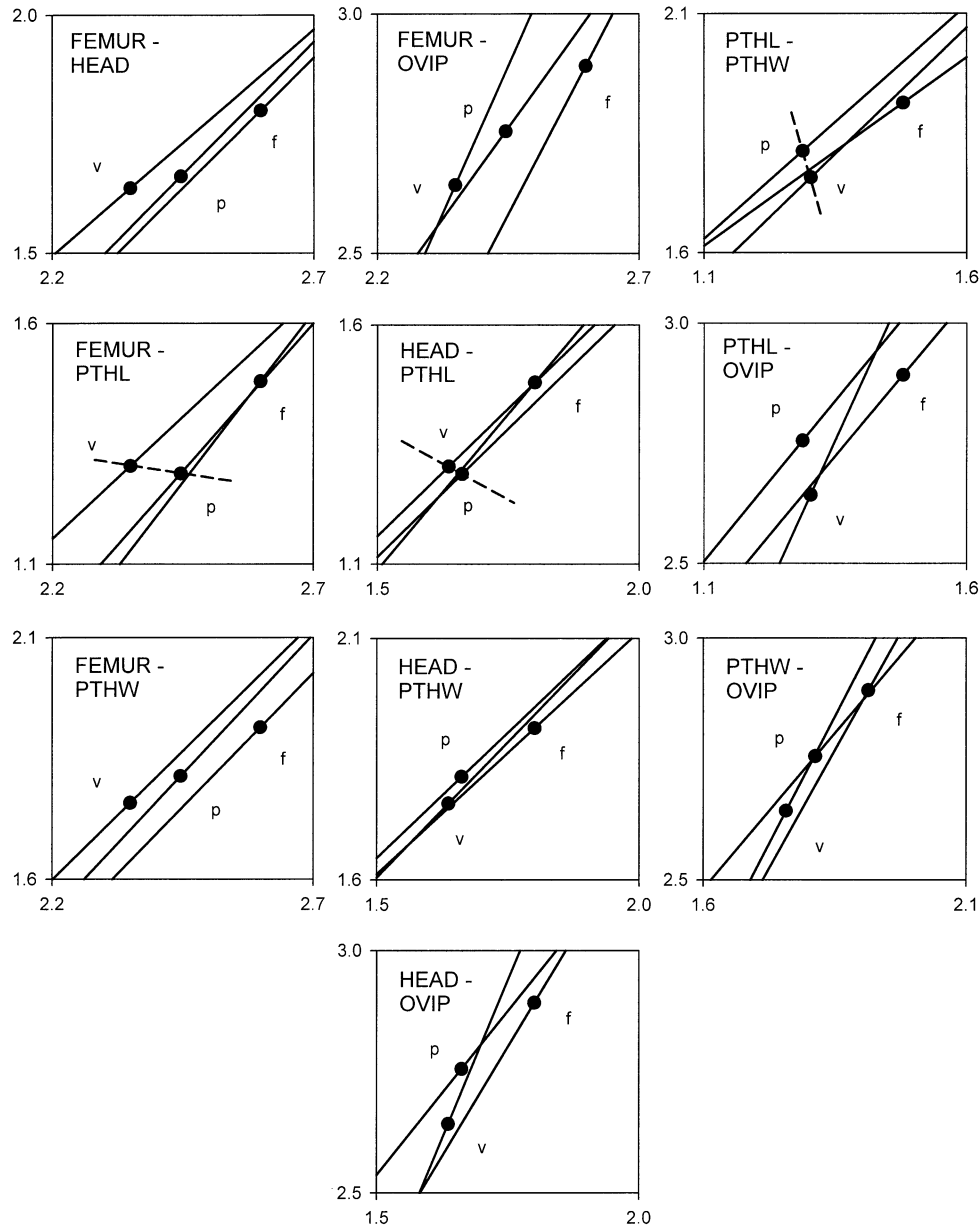 2.0
FEMUR -
HEAD
v
f
p
1.5
2.2
2.7
3.0
FEMUR -
OVIP
p
f
v
2.5
2.2
2.7
2.1
PTHL -
PTHW
p
f
v
1.6
1.1
1.6
1.6
FEMUR -
PTHL
v
f
p
1.1
2.2
2.7
1.6
HEAD -
PTHL
v
f
p
1.1
1.5
2.0
3.0
PTHL -
OVIP
p
f
v
2.5
1.1
1.6
2.1
FEMUR -
PTHW
v
f
p
1.6
2.2
2.7
2.1
HEAD -
PTHW
p
f
v
1.6
1.5
2.0
3.0
PTHW -
OVIP
p
f
v
2.5
1.6
2.1
3.0
HEAD -
OVIP
p
f
v
2.5
1.5
2.0